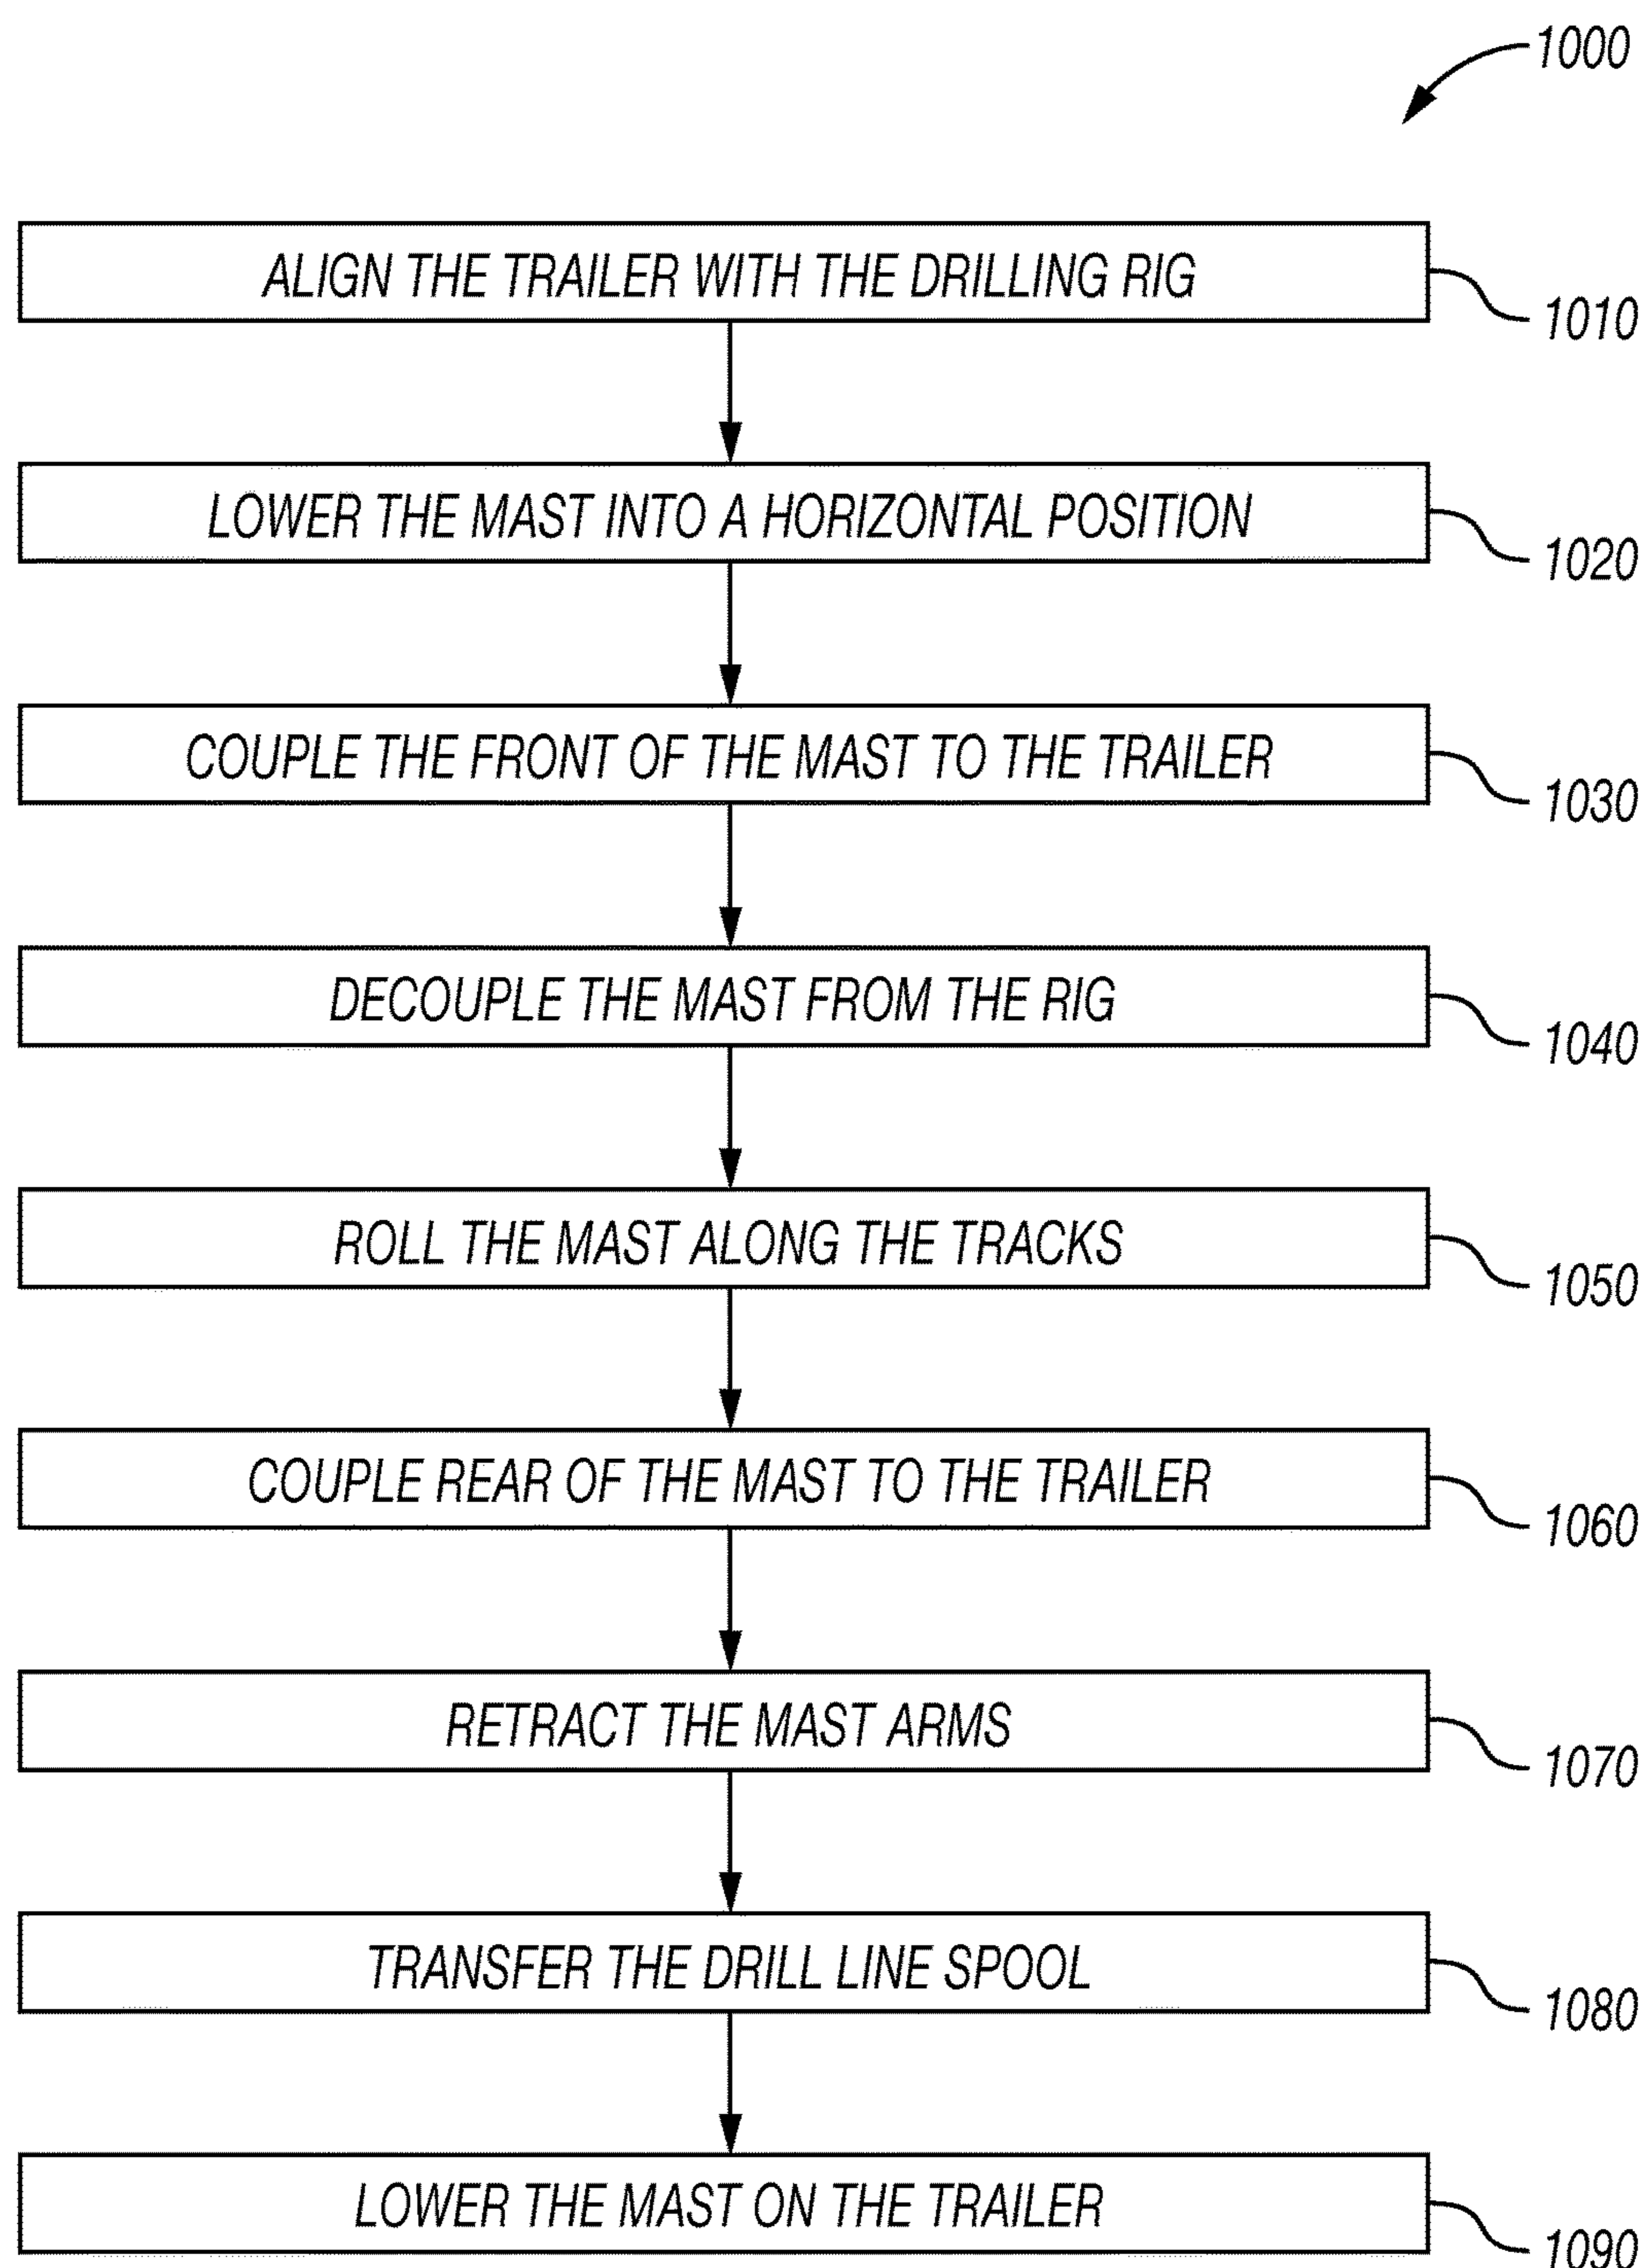 1000
ALIGN THE TRAILER WITH THE DRILLING RIG
1010
LOWER THE MAST INTO A HORIZONTAL POSITION
1020
COUPLE THE FRONT OF THE MAST TO THE TRAILER
1030
DECOUPLE THE MAST FROM THE RIG
1040
ROLL THE MAST ALONG THE TRACKS
1050
COUPLE REAR OF THE MAST TO THE TRAILER
1060
RETRACT THE MAST ARMS
1070
TRANSFER THE DRILL LINE SPOOL
1080
LOWER THE MAST ON THE TRAILER
1090